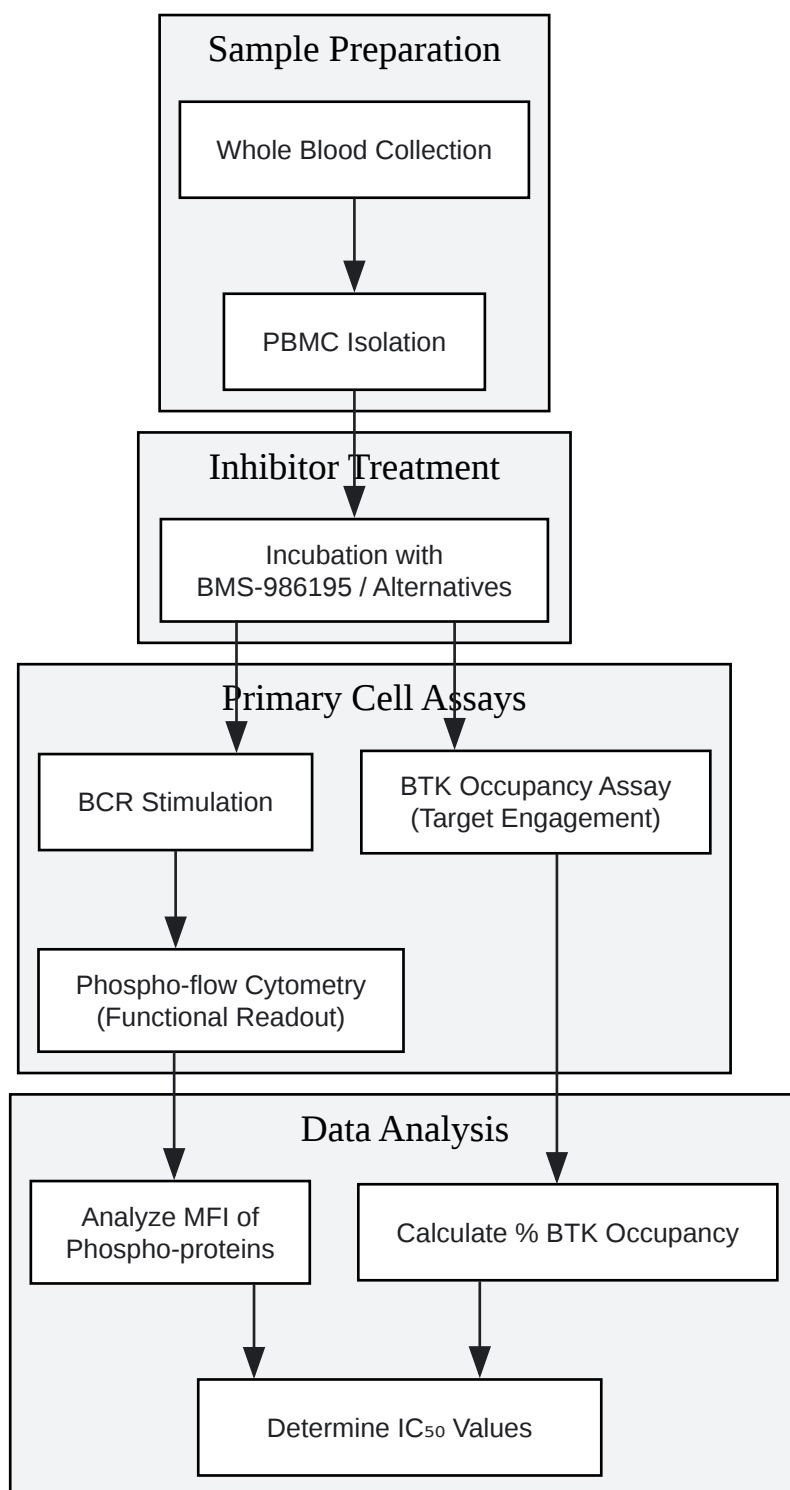 Sample Preparation
Whole Blood Collection
PBMC Isolation
Inhibitor Treatment
Incubation with
BMS-986195 / Alternatives
Primary Cell Assays
BCR Stimulation
BTK Occupancy Assay
(Target Engagement)
Phospho-flow Cytometry
(Functional Readout)
Data Analysis
Analyze MFI of
Phospho-proteins
Calculate % BTK Occupancy
Determine IC₅₀ Values